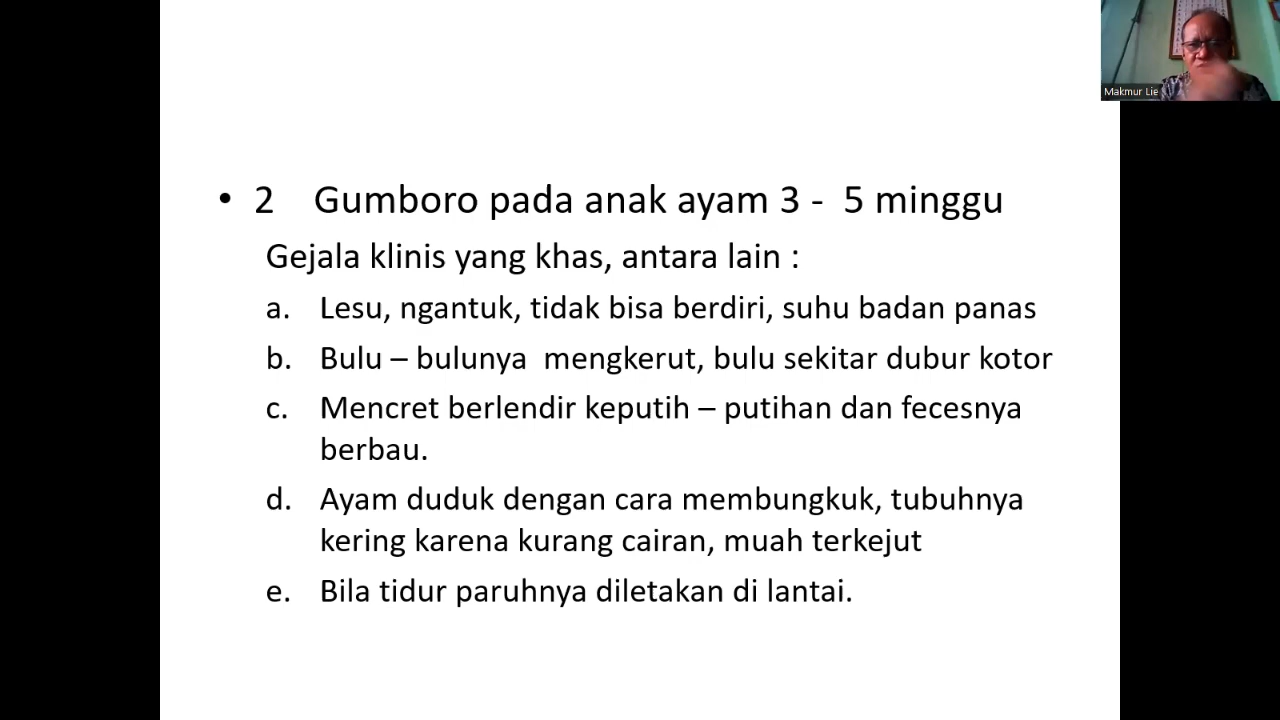 Makmur Lie
• 2 Gumboro pada anak ayam 3 - 5 minggu
Gejala klinis yang khas, antara lain :
a. Lesu, ngantuk, tidak bisa berdiri, suhu badan panas
b. Bulu – bulunya mengkerut, bulu sekitar dubur kotor
c. Mencret berlendir keputih – putihan dan fecesnya
berbau.
d. Ayam duduk dengan cara membungkuk, tubuhnya
kering karena kurang cairan, muah terkejut
e. Bila tidur paruhnya diletakan di lantai.